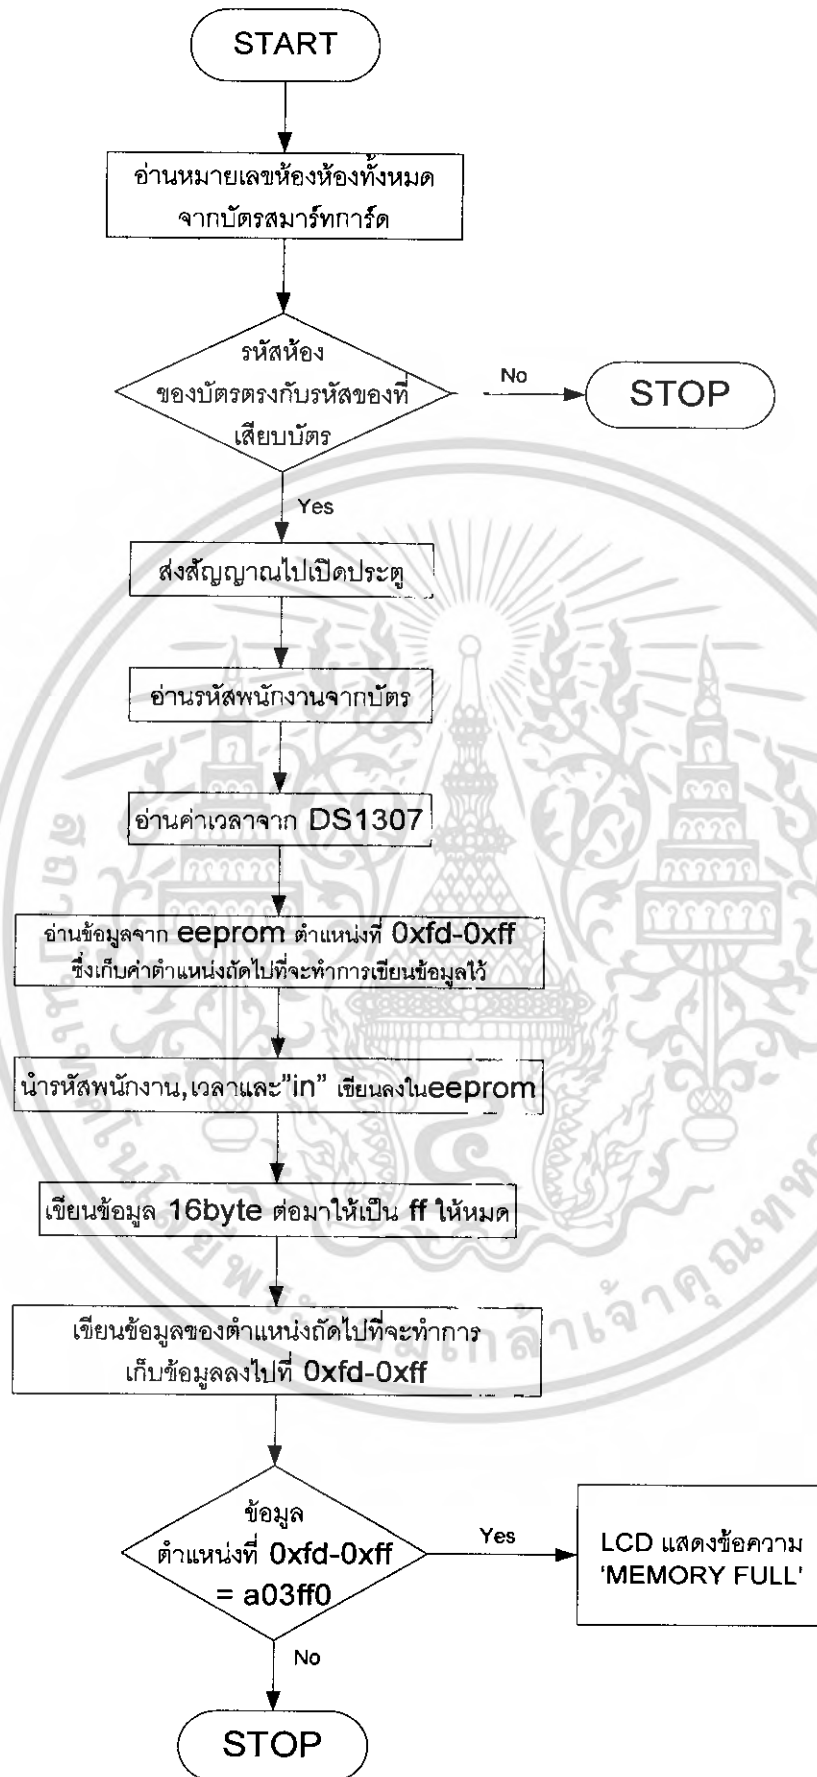 START
อ่านหมายเลขห้องห้องทั้งหมด
จากบัตรสมาร์ทการ์ด
รหัสห้อง
ของบัตรตรงกับรหัสของที่
เสียบบัตร
No
STOP
Yes
ส่งสัญญาณไปเปิดประตู
อ่านรหัสพนักงานจากบัตร
อ่านค่าเวลาจาก DS1307
อ่านข้อมูลจาก eeprom ตำแหน่งที่ 0xfd-0xff
ซึ่งเก็บค่าตำแหน่งถัดไปที่จะทำการเขียนข้อมูลไว้
นำรหัสพนักงาน,เวลาและ"in" เขียนลงในeeprom
เขียนข้อมูล 16byte ต่อมาให้เป็น ff ให้หมด
เขียนข้อมูลของตำแหน่งถัดไปที่จะทำการ
เก็บข้อมูลลงไปที่ 0xfd-0xff
ข้อมูล
ตำแหน่งที่ 0xfd-0xff
= a03ff0
Yes
LCD แสดงข้อความ
'MEMORY FULL'
No
STOP